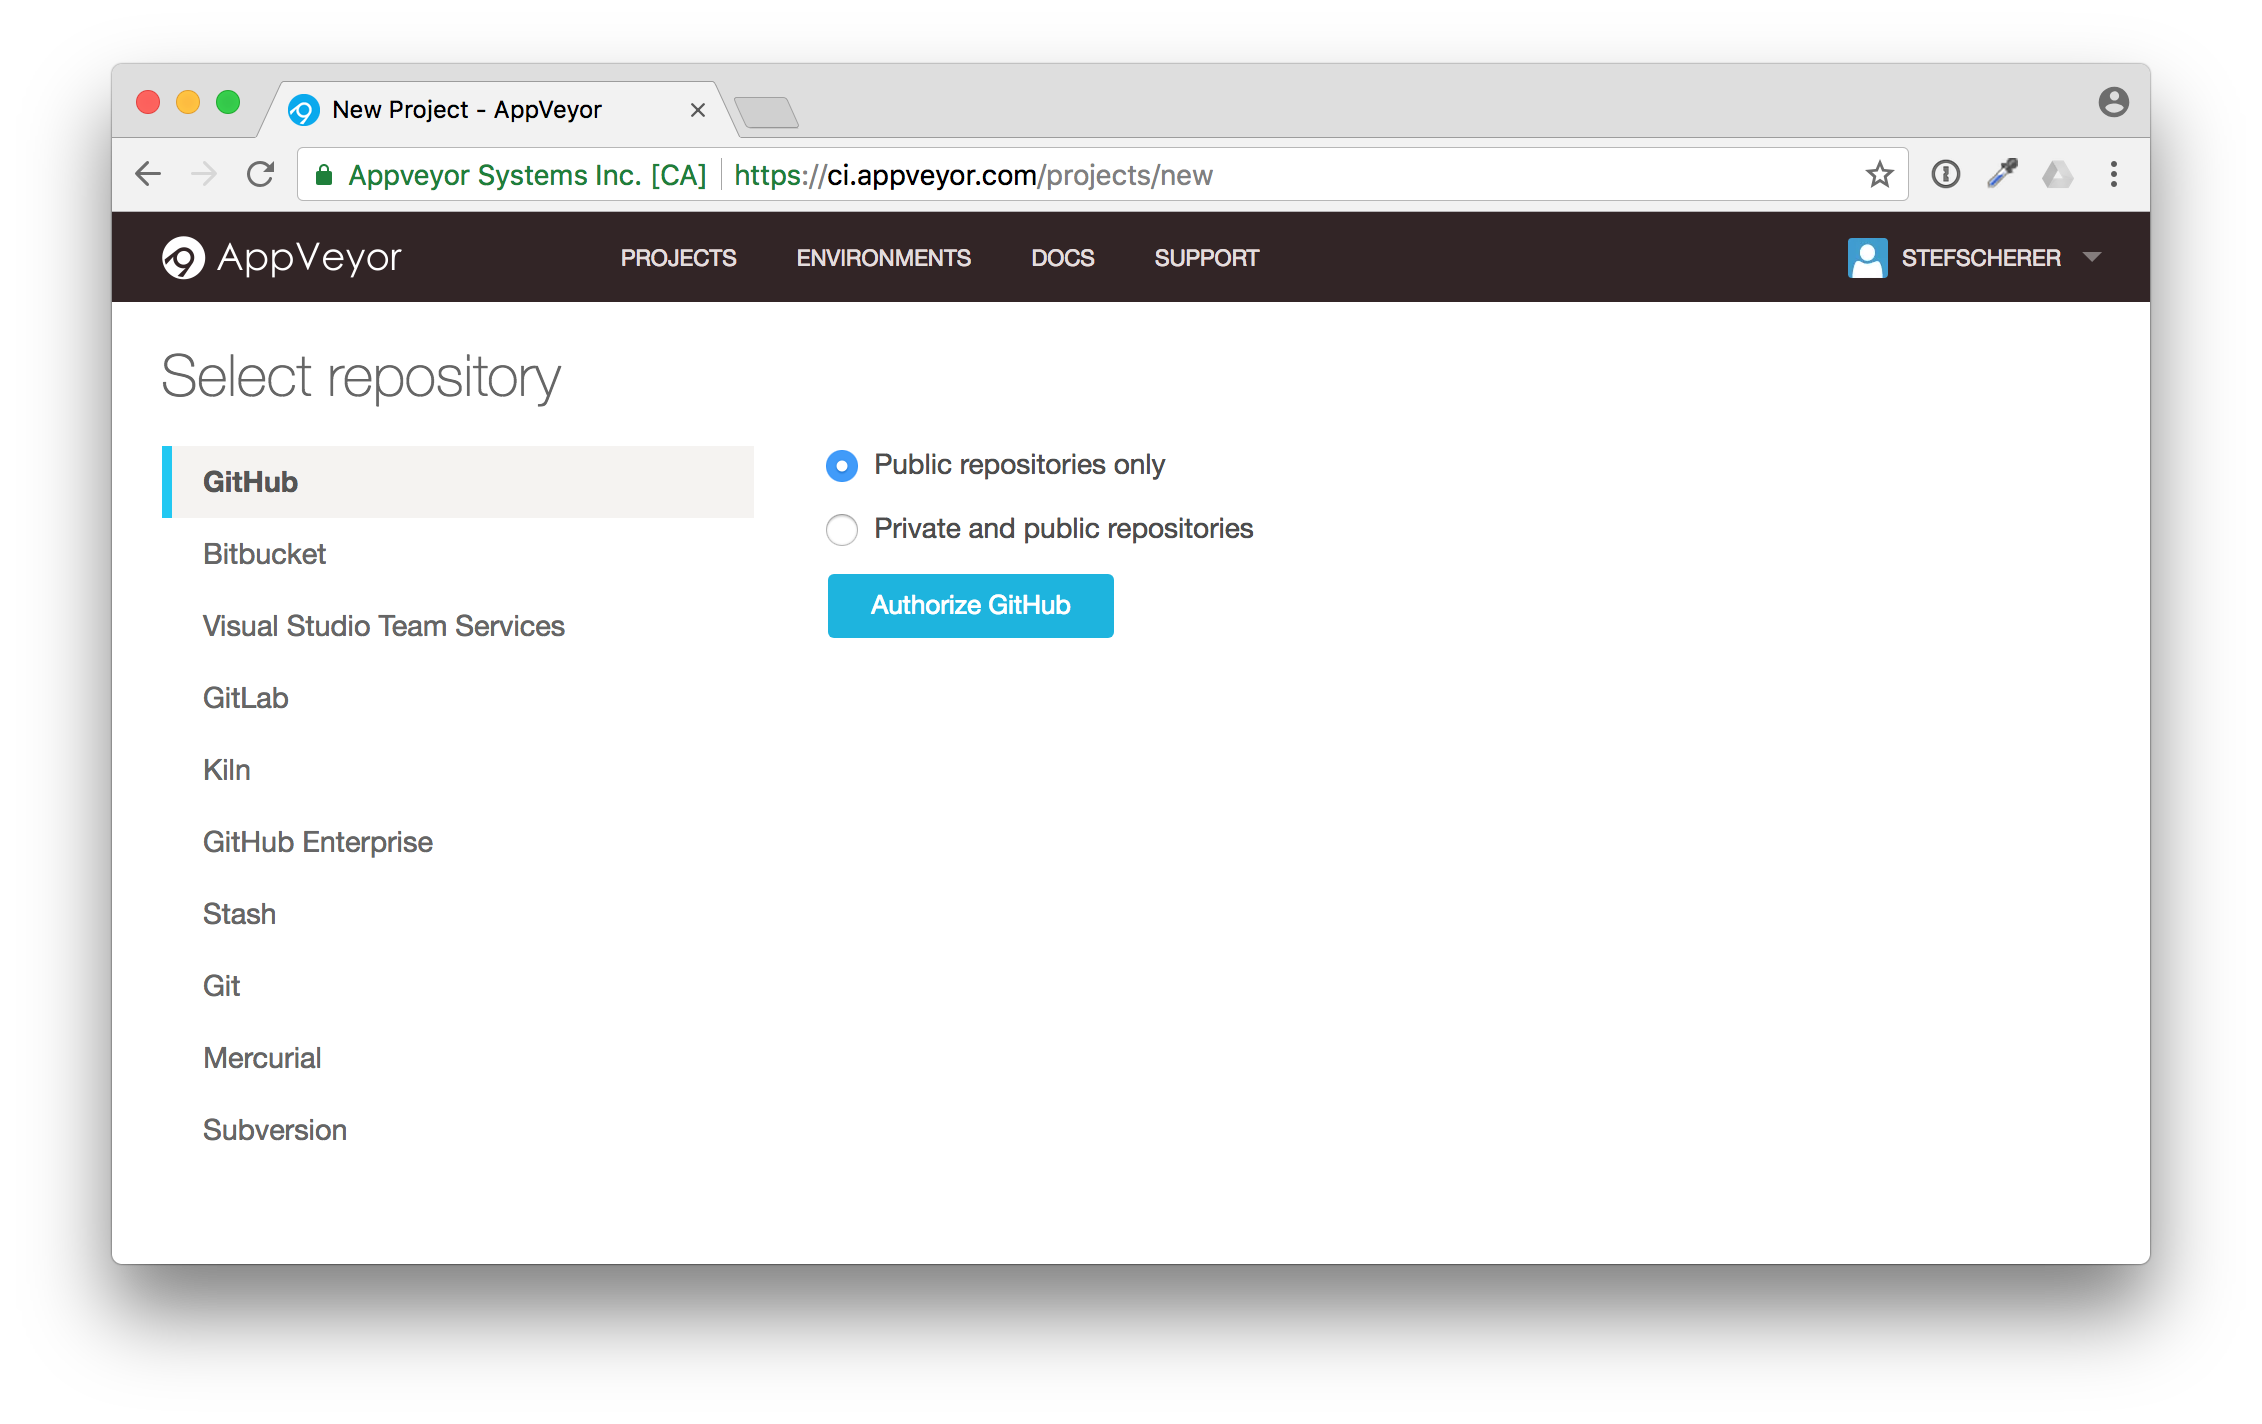 New Project - AppVeyor
Appveyor Systems Inc. [CA] https://ci.appveyor.com/projects/new
AppVeyor PROJECTS ENVIRONMENTS DOCS SUPPORT STEFSCHERER
Select repository
GitHub
Bitbucket
Visual Studio Team Services
GitLab
Kiln
GitHub Enterprise
Stash
Git
Mercurial
Subversion
Public repositories only
Private and public repositories
Authorize GitHub